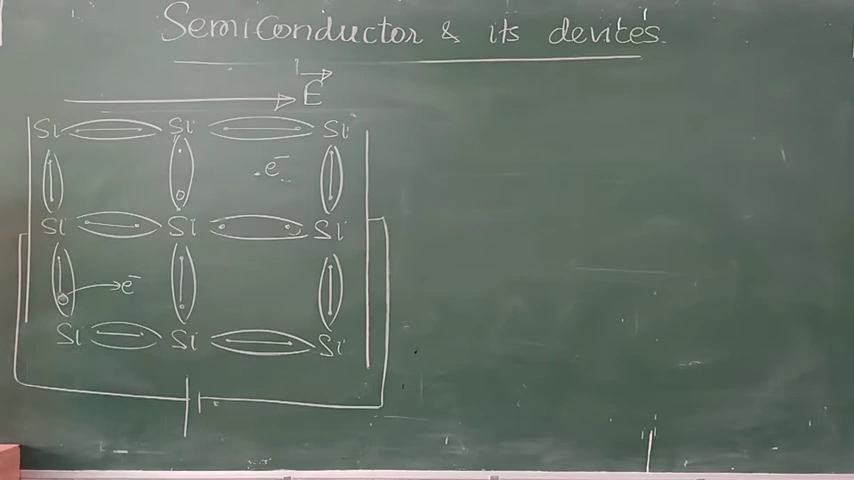 Semiconductor & its devices.
E
Si Si Si
e⁻
Si Si Si
e⁻
Si Si Si